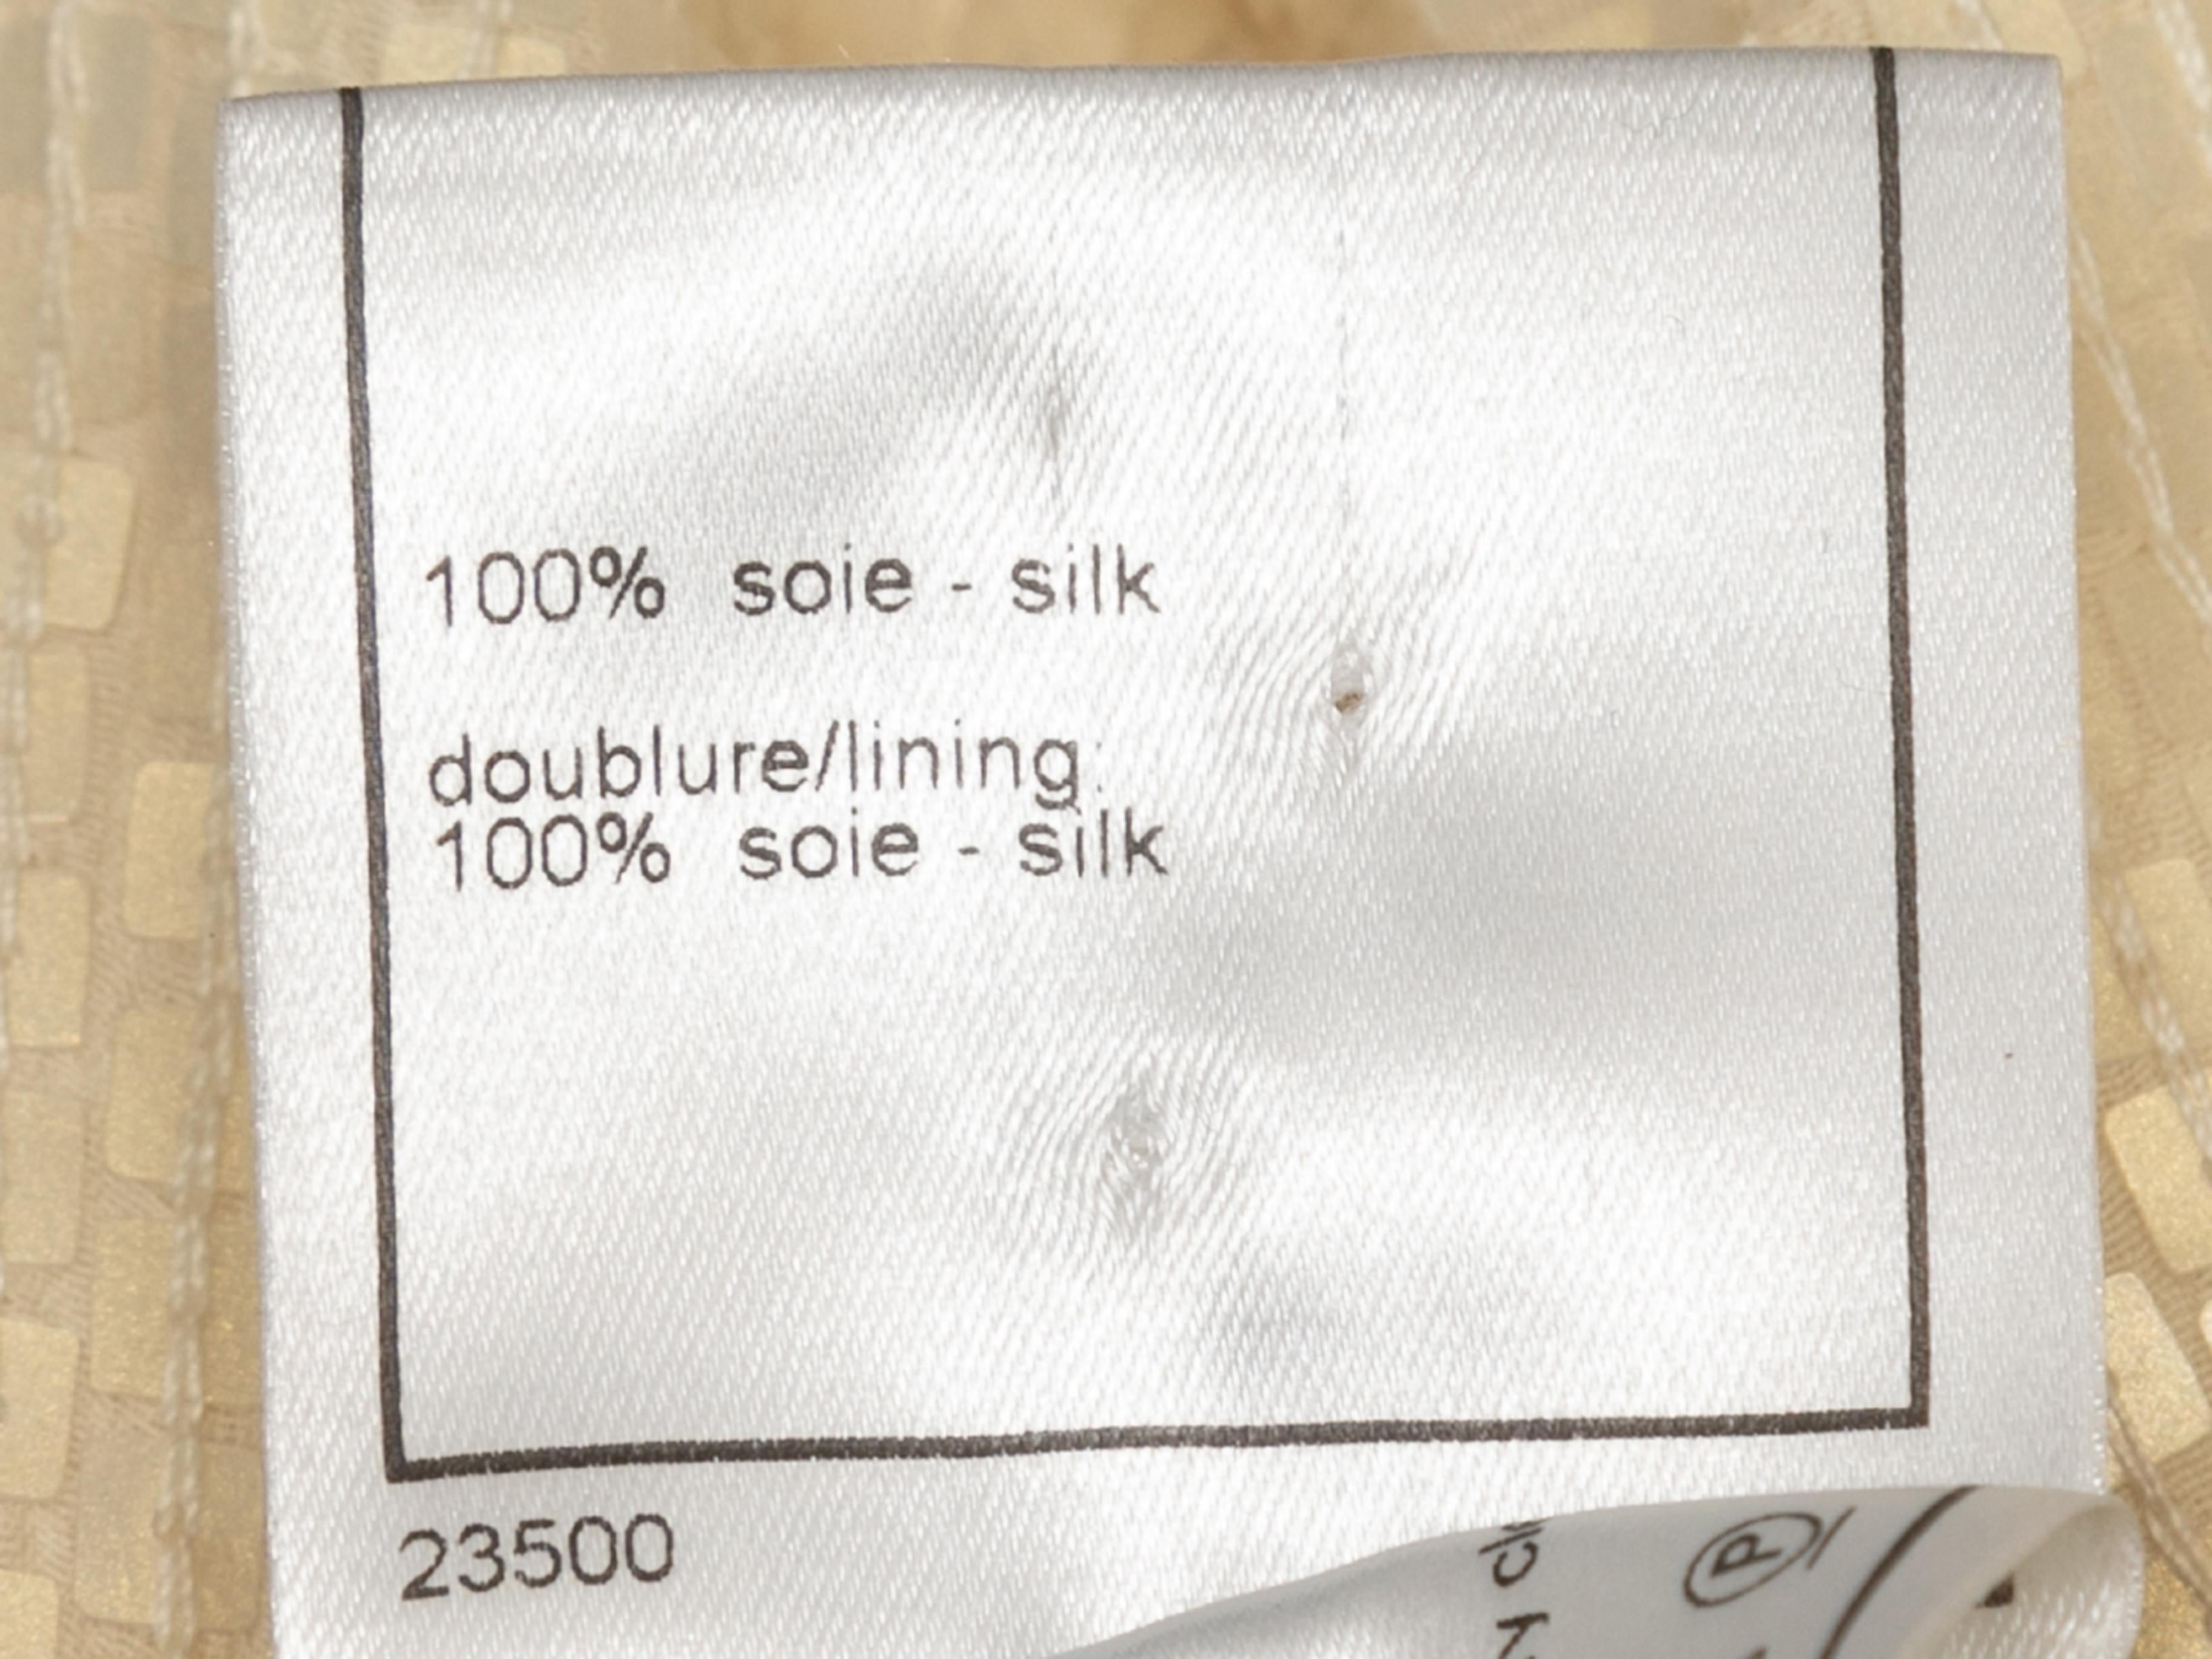 100% soie - silk
doublure/lining:
100% soie - silk
23500
P